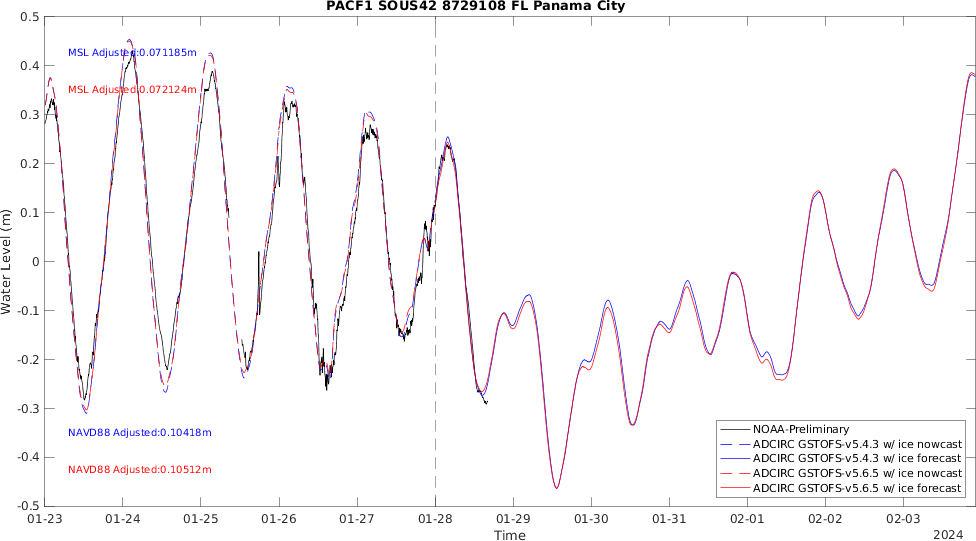 PACF1 SOUS42 8729108 FL Panama City
0.5
0.4
0.3
0.2
0.1
0
-0.1
-0.2
-0.3
-0.4
-0.5
Water Level (m)
MSL Adjusted:0.071185m
MSL Adjusted:0.072124m
NAVD88 Adjusted:0.10418m
NAVD88 Adjusted:0.10512m
NOAA-Preliminary
ADCIRC GSTOFS-v5.4.3 w/ ice nowcast
ADCIRC GSTOFS-v5.4.3 w/ ice forecast
ADCIRC GSTOFS-v5.6.5 w/ ice nowcast
ADCIRC GSTOFS-v5.6.5 w/ ice forecast
01-23 01-24 01-25 01-26 01-27 01-28 01-29 01-30 01-31 02-01 02-02 02-03
Time
2024